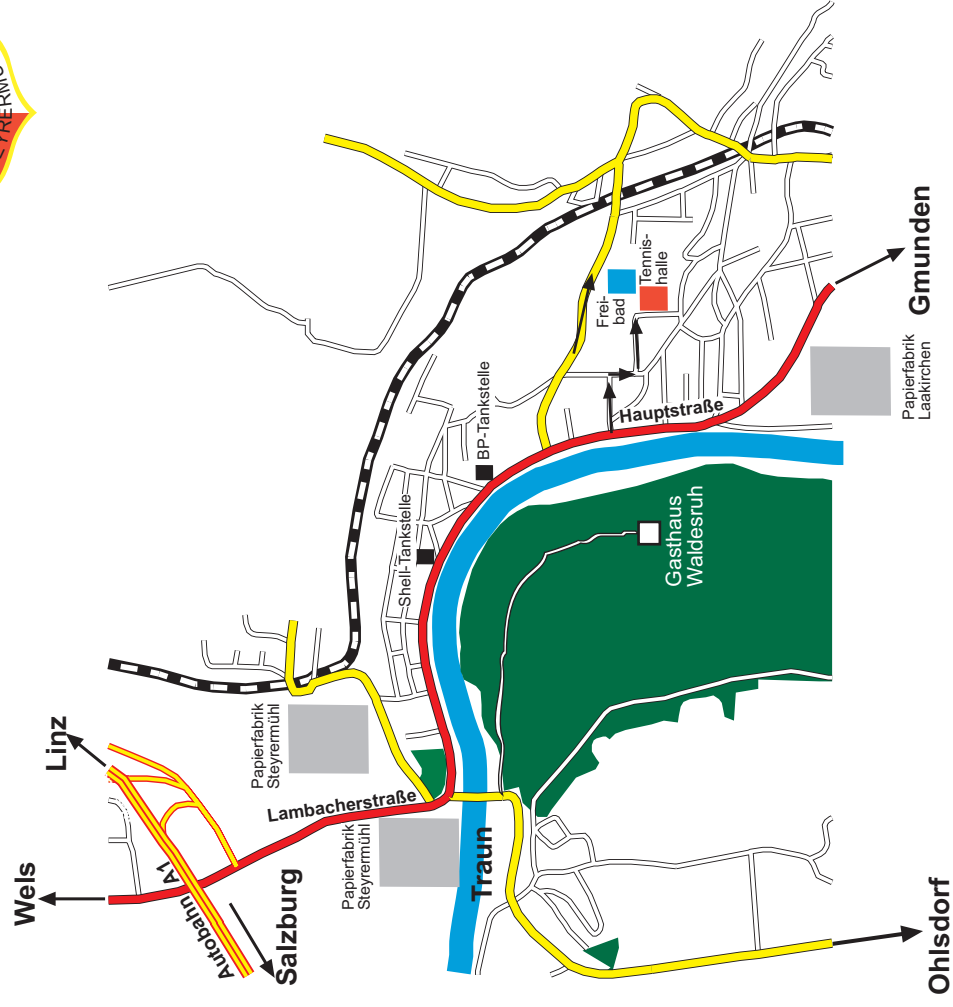 Wels
Linz
Autobahn A1
Salzburg
Papierfabrik
Steyrermühl
Lambacherstraße
Papierfabrik
Steyrermühl
Traun
Ohlsdorf
Shell-Tankstelle
BP-Tankstelle
Gasthaus
Waldesruh
Hauptstraße
Frei-
bad
Tennis-
halle
Papierfabrik
Laakirchen
Gmunden